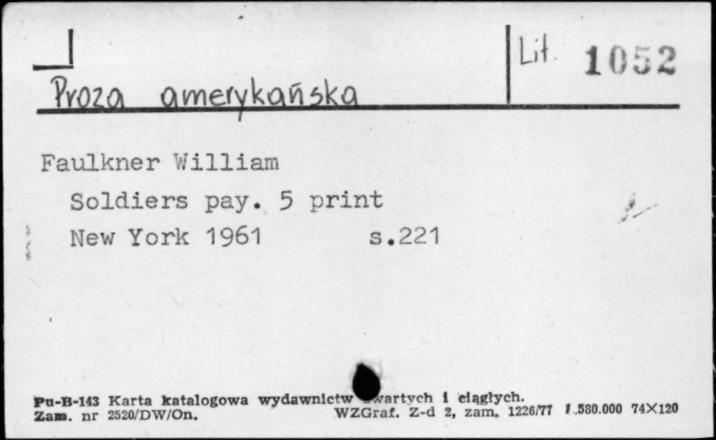 Lit. 1052
Proza amerykańska
Faulkner William
Soldiers pay. 5 print
New York 1961 s.221
Pu-B-143 Karta katalogowa wydawnictw zwartych i ciągłych.
Zam. nr 2520/DW/On. WZGraf. Z-d 2, zam. 1226/77 1.580.000 74X120